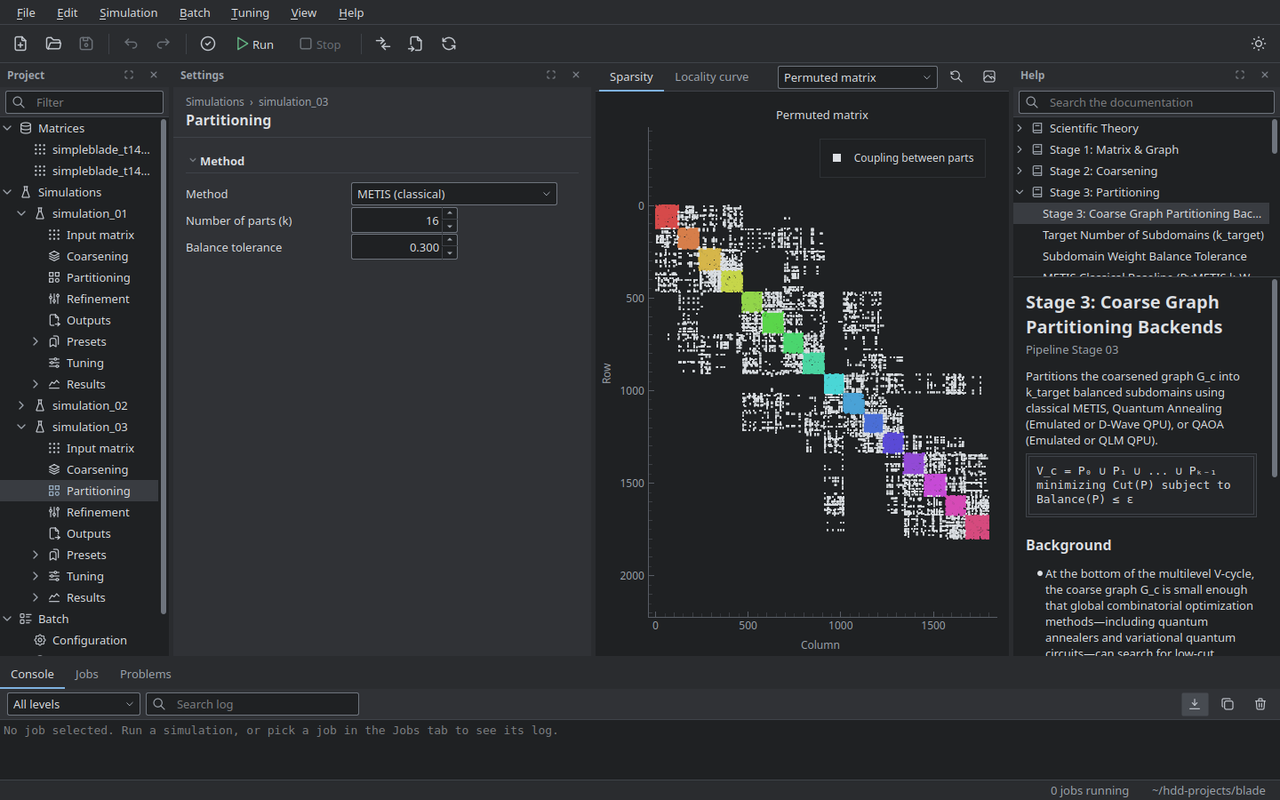 File Edit Simulation Batch Tuning View Help
Run Stop
Project
Filter
Matrices
simpleblade_t14...
simpleblade_t14...
Simulations
simulation_01
Input matrix
Coarsening
Partitioning
Refinement
Outputs
Presets
Tuning
Results
simulation_02
simulation_03
Input matrix
Coarsening
Partitioning
Refinement
Outputs
Presets
Tuning
Results
Batch
Configuration
Settings
Simulations › simulation_03
Partitioning
Method
Method METIS (classical)
Number of parts (k) 16
Balance tolerance 0.300
Sparsity Locality curve Permuted matrix
Permuted matrix
Coupling between parts
0
500
1000
1500
2000
Row
0 500 1000 1500
Column
Help
Search the documentation
Scientific Theory
Stage 1: Matrix & Graph
Stage 2: Coarsening
Stage 3: Partitioning
Stage 3: Coarse Graph Partitioning Bac...
Target Number of Subdomains (k_target)
Subdomain Weight Balance Tolerance
Stage 3: Coarse Graph
Partitioning Backends
Pipeline Stage 03
Partitions the coarsened graph G_c into
k_target balanced subdomains using
classical METIS, Quantum Annealing
(Emulated or D-Wave QPU), or QAOA
(Emulated or QLM QPU).
V_c = P₀ ∪ P₁ ∪ ... ∪ Pₖ₋₁
minimizing Cut(P) subject to
Balance(P) ≤ ε
Background
• At the bottom of the multilevel V-cycle,
the coarse graph G_c is small enough
that global combinatorial optimization
methods—including quantum
annealers and variational quantum
circuits—can search for low-cut
Console Jobs Problems
All levels Search log
No job selected. Run a simulation, or pick a job in the Jobs tab to see its log.
0 jobs running ~/hdd-projects/blade